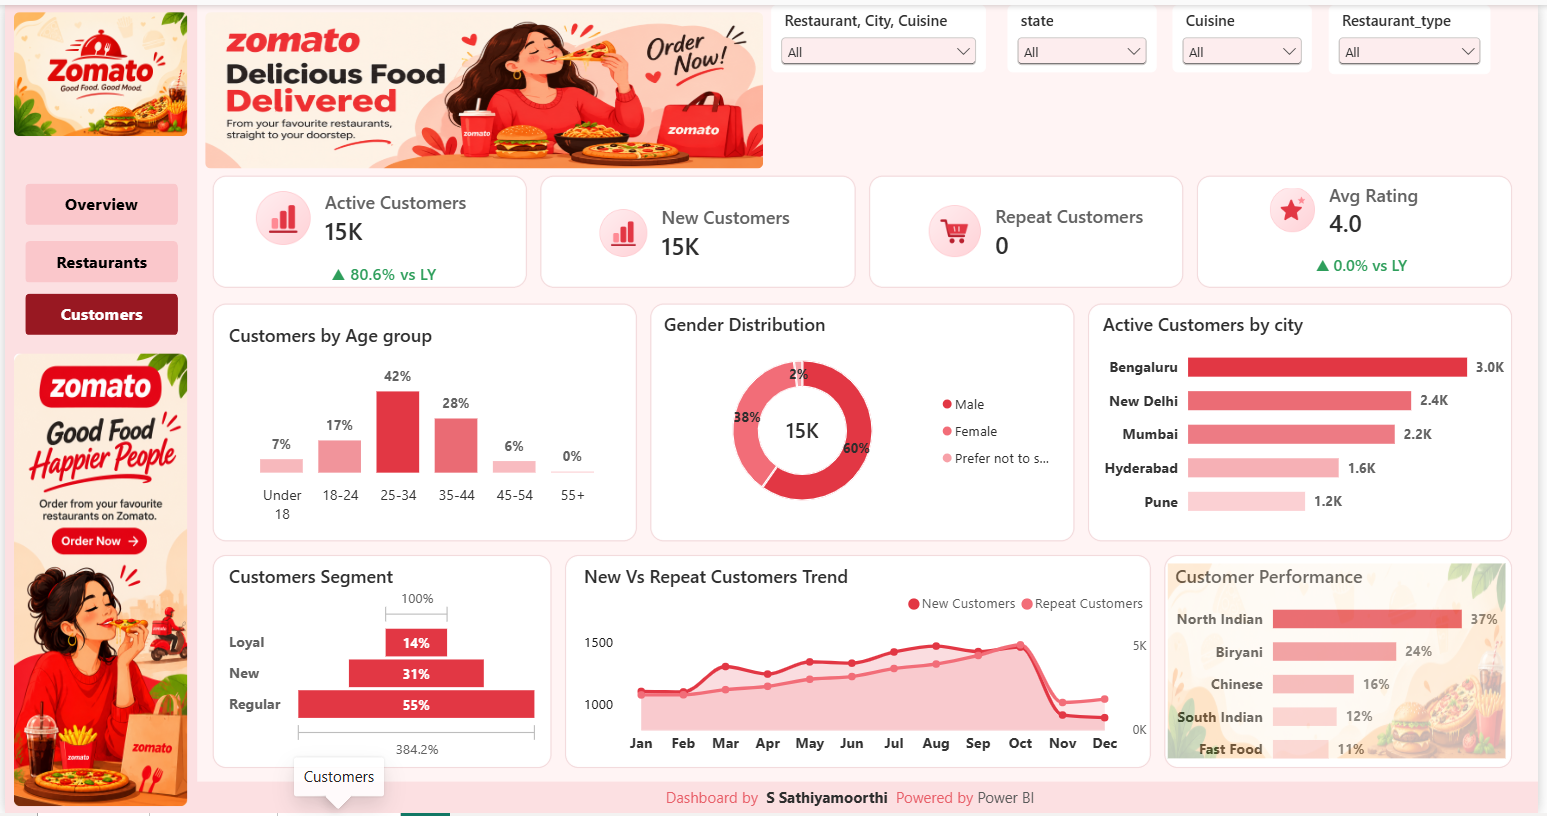 Zomato
Good Food. Good Mood.
zomato
Delicious Food
Delivered
From your favourite restaurants,
straight to your doorstep.
Order
Now!
zomato
zomato
Restaurant, City, Cuisine
All
state
All
Cuisine
All
Restaurant_type
All
Overview
Restaurants
Customers
Active Customers
15K
▲ 80.6% vs LY
New Customers
15K
Repeat Customers
0
Avg Rating
4.0
▲ 0.0% vs LY
Customers by Age group
42%
28%
17%
7%
6%
0%
Under
18
18-24
25-34
35-44
45-54
55+
Gender Distribution
2%
38%
15K
60%
Male
Female
Prefer not to s...
Active Customers by city
Bengaluru 3.0K
New Delhi 2.4K
Mumbai 2.2K
Hyderabad 1.6K
Pune 1.2K
zomato
Good Food
Happier People
Order from your favourite
restaurants on Zomato.
Order Now →
zomato
zomato
Customers Segment
100%
Loyal 14%
New 31%
Regular 55%
384.2%
Customers
New Vs Repeat Customers Trend
New Customers Repeat Customers
1500
1000
5K
0K
Jan Feb Mar Apr May Jun Jul Aug Sep Oct Nov Dec
Customer Performance
North Indian 37%
Biryani 24%
Chinese 16%
South Indian 12%
Fast Food 11%
Dashboard by S Sathiyamoorthi Powered by Power BI